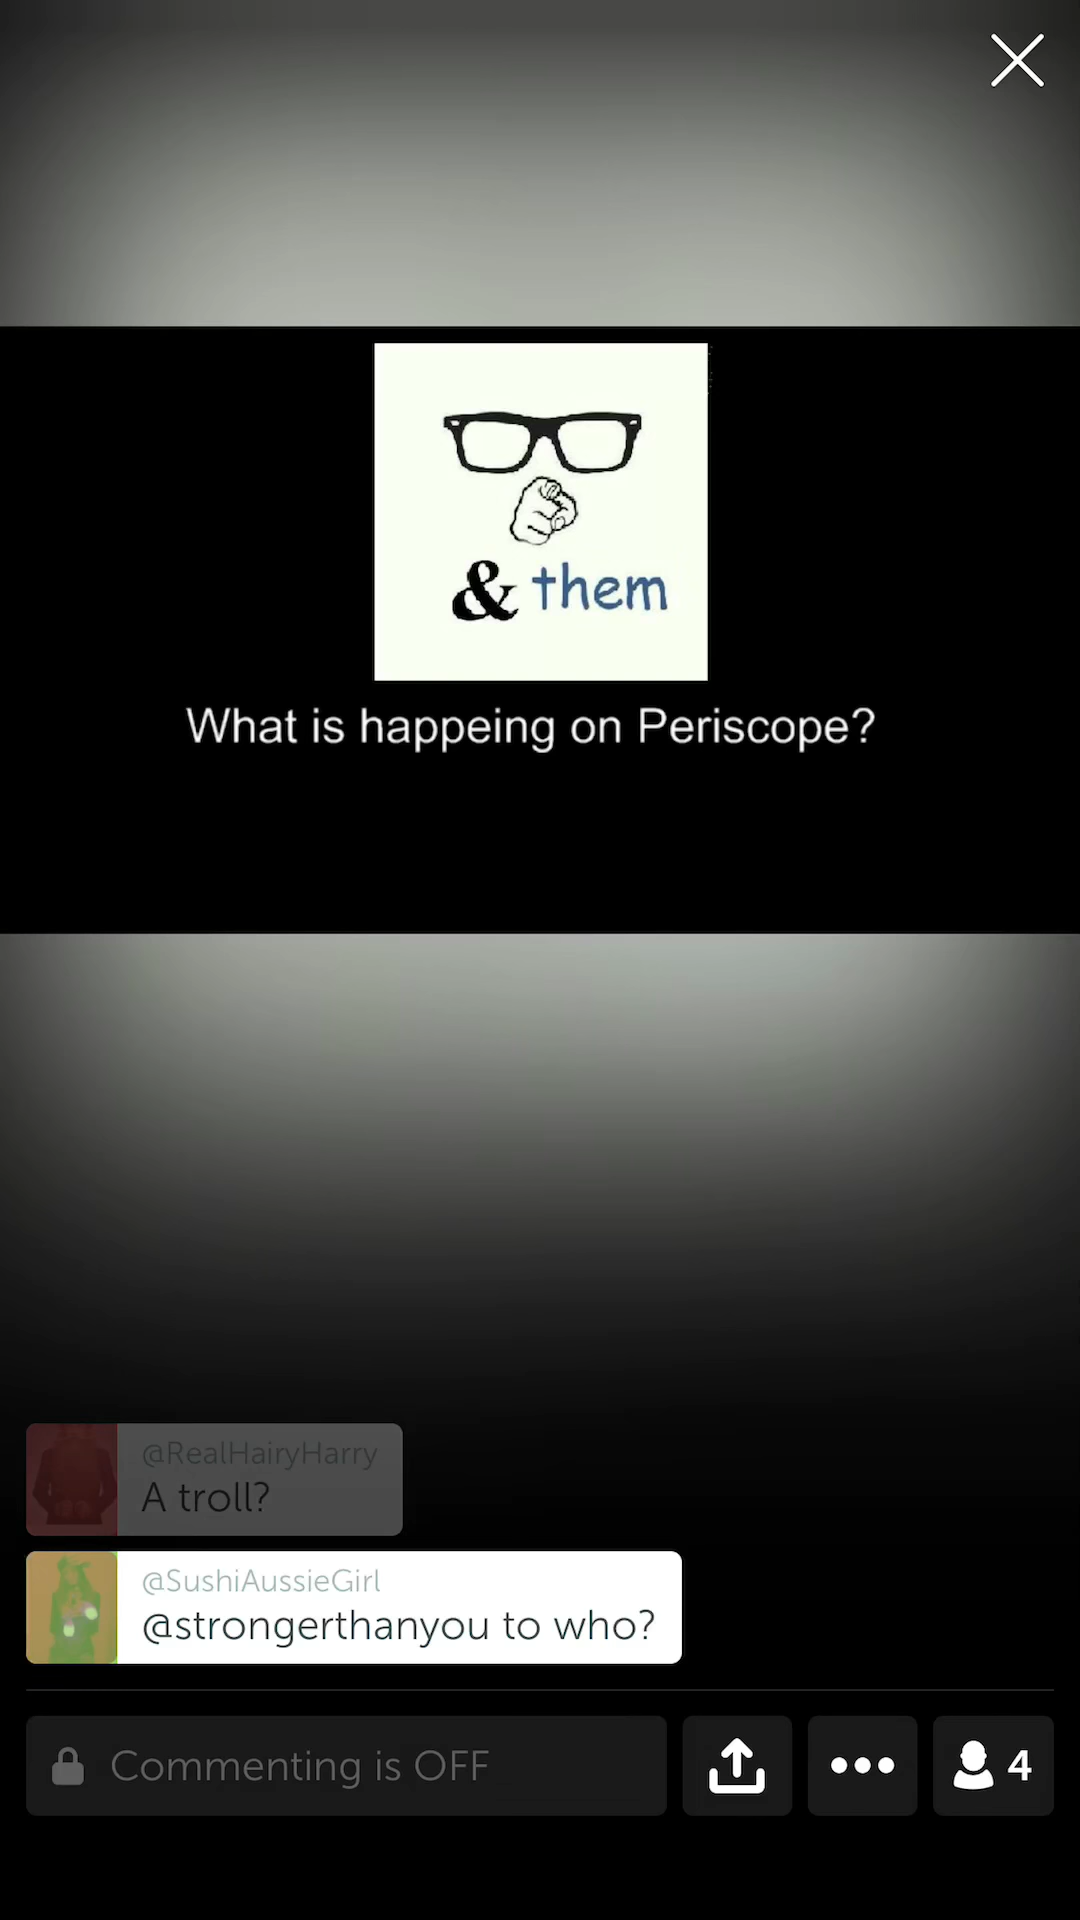 & them
What is happeing on Periscope?
@RealHairyHarry
A troll?
@SushiAussieGirl
@strongerthanyou to who?
Commenting is OFF
4